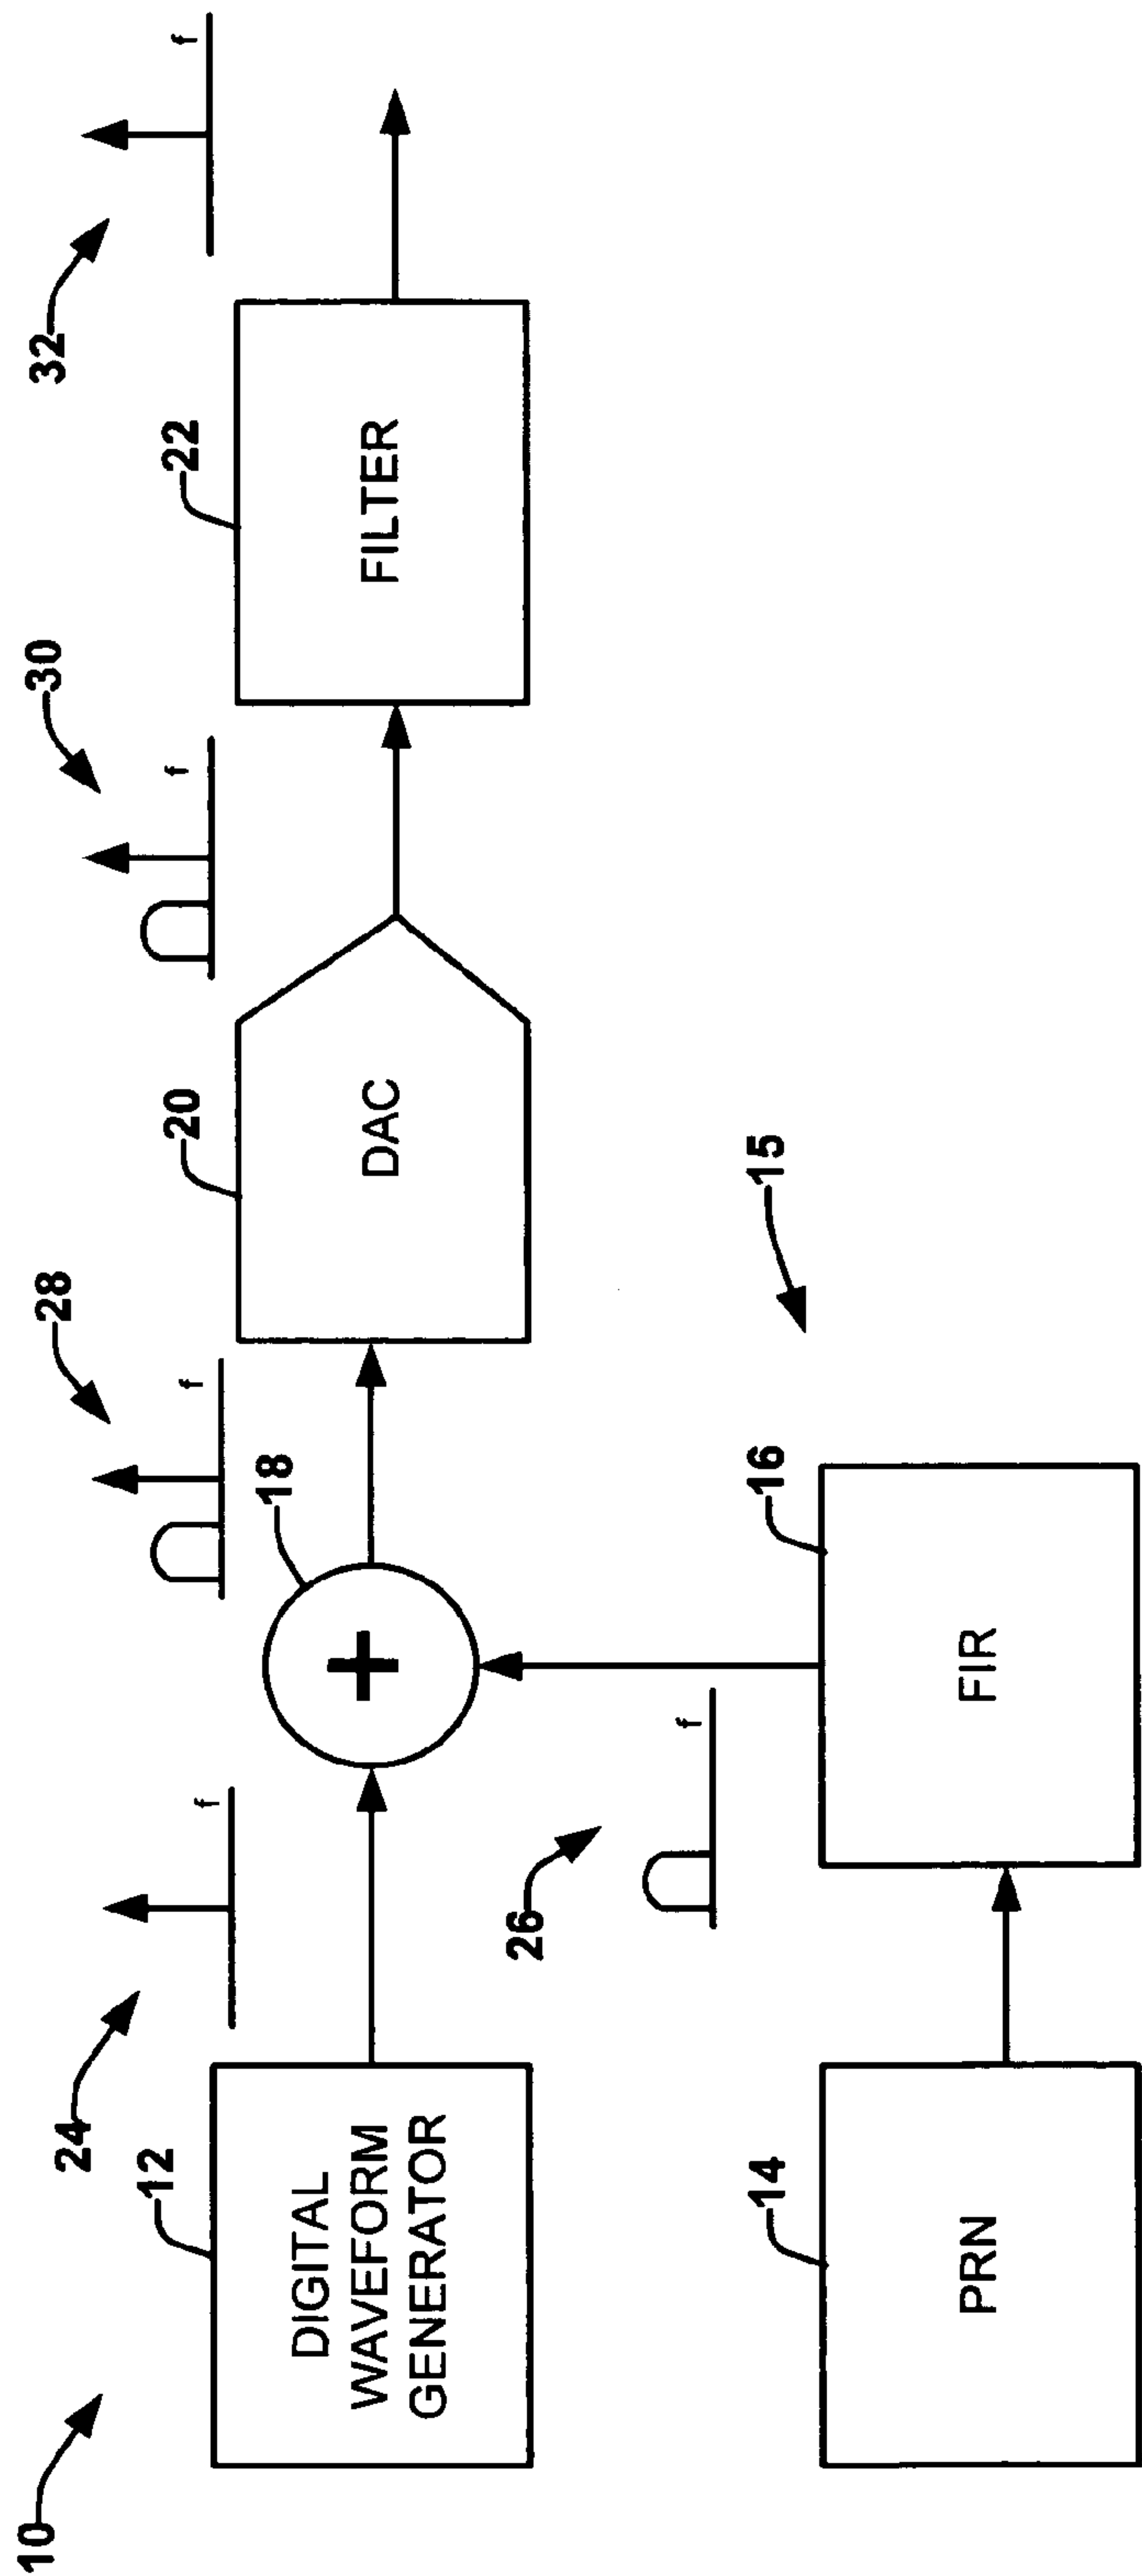 10
12
DIGITAL
WAVEFORM
GENERATOR
24
f
18
+
28
f
20
DAC
30
f
22
FILTER
32
f
14
PRN
26
f
16
FIR
15